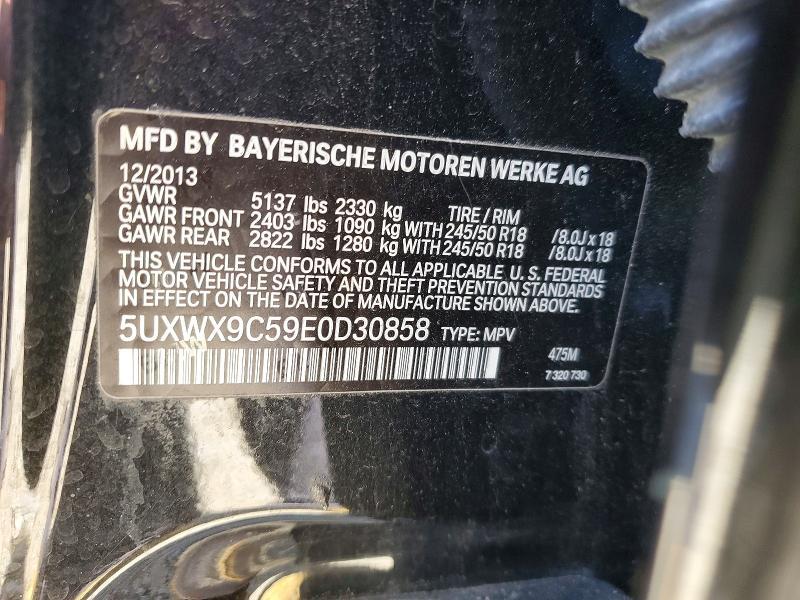 MFD BY BAYERISCHE MOTOREN WERKE AG
12/2013
GVWR 5137 lbs 2330 kg TIRE / RIM
GAWR FRONT 2403 lbs 1090 kg WITH 245/50 R18 /8.0J x 18
GAWR REAR 2822 lbs 1280 kg WITH 245/50 R18 /8.0J x 18
THIS VEHICLE CONFORMS TO ALL APPLICABLE U. S. FEDERAL
MOTOR VEHICLE SAFETY AND THEFT PREVENTION STANDARDS
IN EFFECT ON THE DATE OF MANUFACTURE SHOWN ABOVE.
5UXWX9C59E0D30858 TYPE: MPV
475M
7 320 730